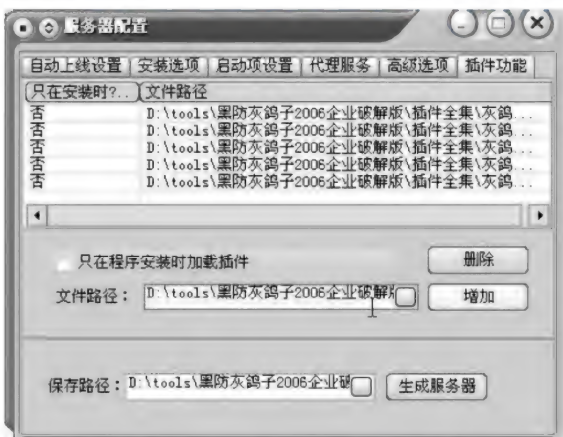 服务器配置
自动上线设置 安装选项 启动项设置 代理服务 高级选项 插件功能
只在安装时?.. 文件路径
否 D:\tools\黑防灰鸽子2006企业破解版\插件全集\灰鸽...
否 D:\tools\黑防灰鸽子2006企业破解版\插件全集\灰鸽...
否 D:\tools\黑防灰鸽子2006企业破解版\插件全集\灰鸽...
否 D:\tools\黑防灰鸽子2006企业破解版\插件全集\灰鸽...
否 D:\tools\黑防灰鸽子2006企业破解版\插件全集\灰鸽...
只在程序安装时加载插件 删除
文件路径: D:\tools\黑防灰鸽子2006企业破解 增加
保存路径: D:\tools\黑防灰鸽子2006企业破 生成服务器